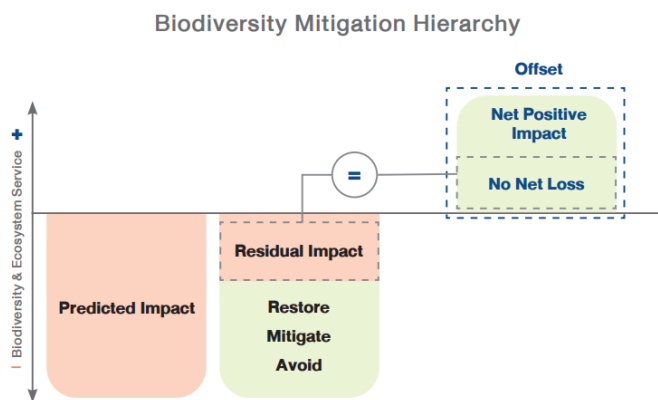 Biodiversity Mitigation Hierarchy
Offset
Net Positive
Impact
No Net Loss
=
+
Biodiversity & Ecosystem Service
–
Predicted Impact
Residual Impact
Restore
Mitigate
Avoid